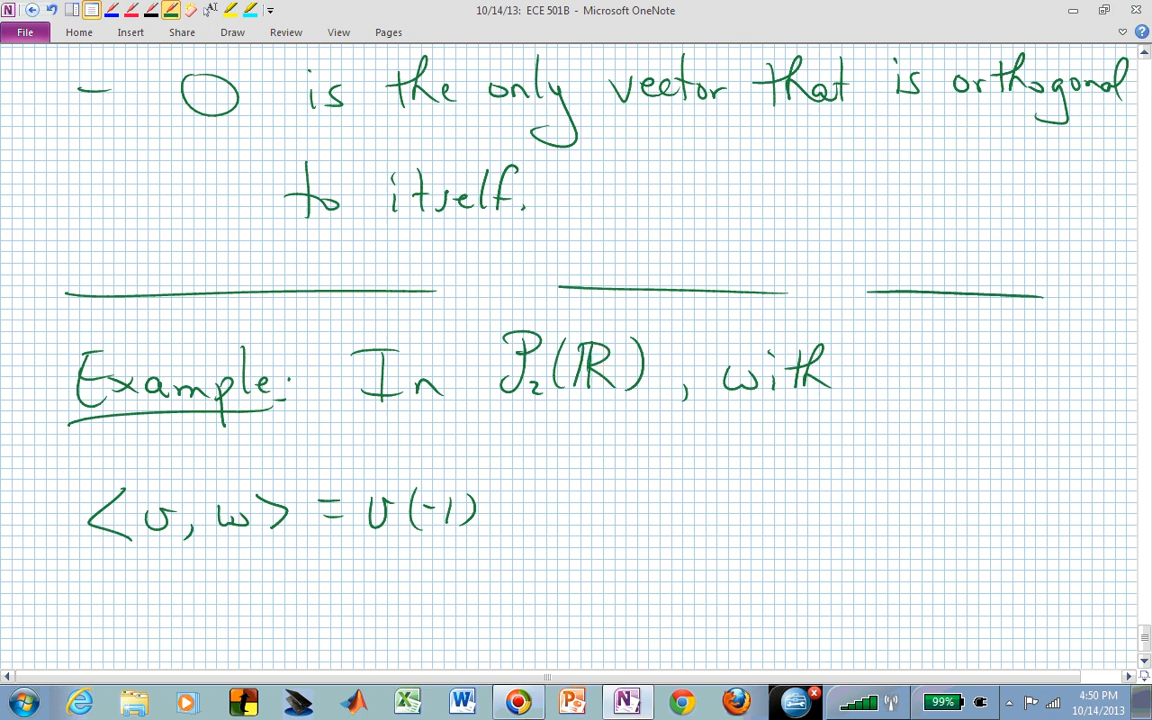 10/14/13: ECE 501B - Microsoft OneNote
File Home Insert Share Draw Review View Pages
- 0 is the only vector that is orthogonal
to itself.
Example: In P₂(ℝ), with
<v, w> = v(-1)
99%
4:50 PM
10/14/2013